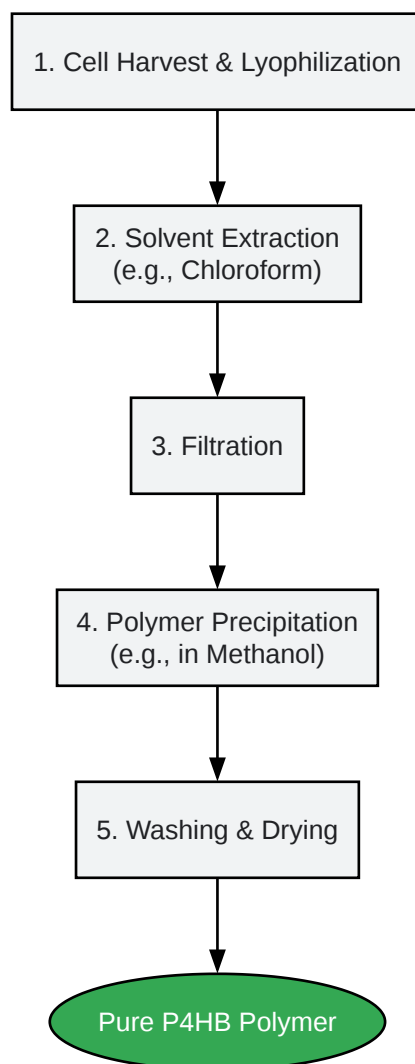 1. Cell Harvest & Lyophilization
2. Solvent Extraction
(e.g., Chloroform)
3. Filtration
4. Polymer Precipitation
(e.g., in Methanol)
5. Washing & Drying
Pure P4HB Polymer